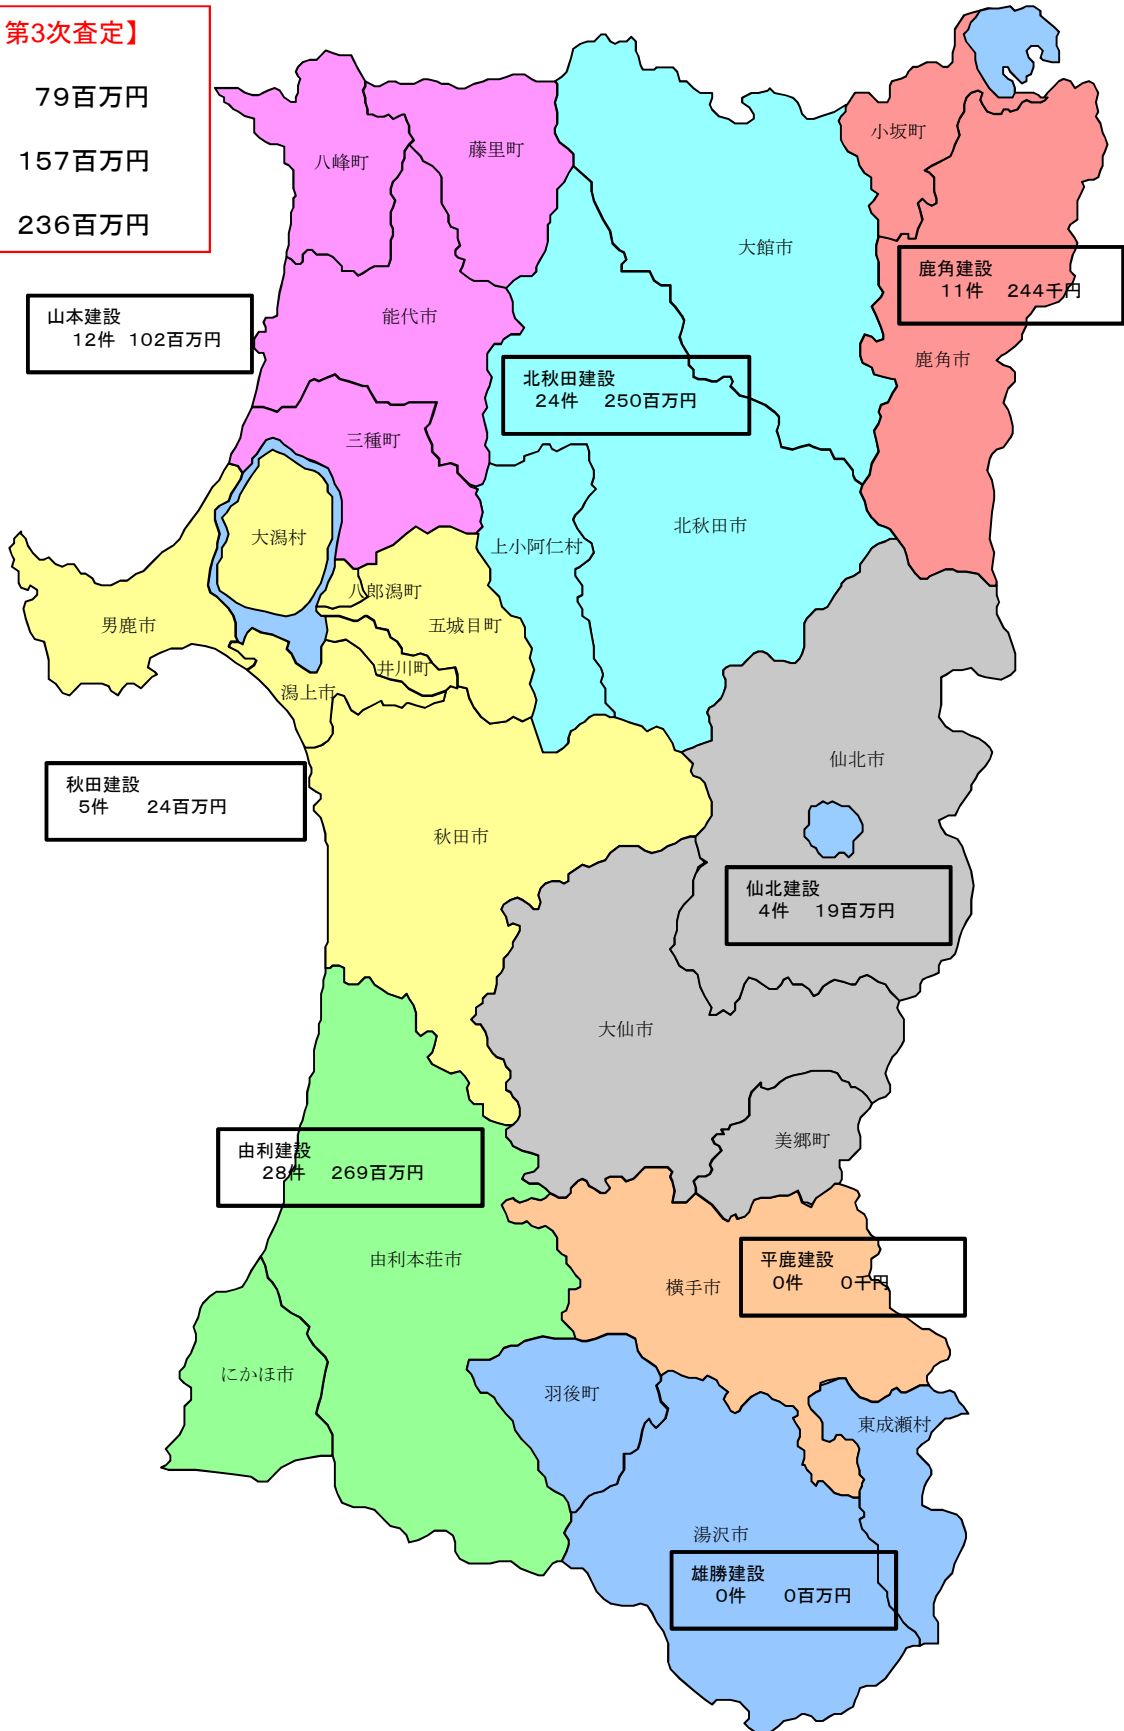 第3次査定】
79百万円
157百万円
236百万円
小坂町
藤里町
八峰町
大館市
鹿角建設
11件 244千円
山本建設
12件 102百万円
能代市
鹿角市
北秋田建設
24件 250百万円
三種町
北秋田市
大潟村
上小阿仁村
八郎潟町
男鹿市
五城目町
井川町
潟上市
仙北市
秋田建設
5件 24百万円
秋田市
仙北建設
4件 19百万円
大仙市
美郷町
由利建設
28件 269百万円
由利本荘市
平鹿建設
0件 0千円
横手市
にかほ市
羽後町
東成瀬村
湯沢市
雄勝建設
0件 0百万円